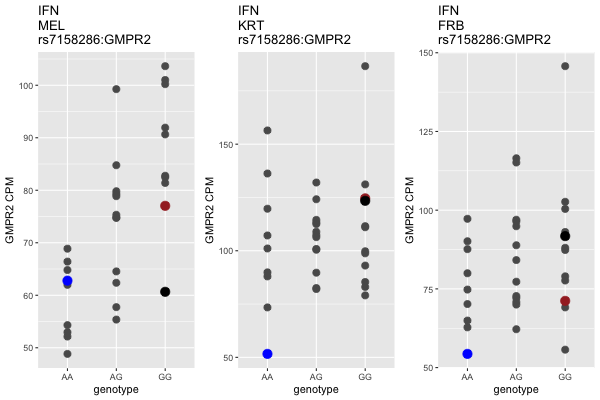 IFN
MEL
rs7158286:GMPR2
GMPR2 CPM
100
90
80
70
60
50
AA
AG
GG
genotype
IFN
KRT
rs7158286:GMPR2
GMPR2 CPM
150
100
50
AA
AG
GG
genotype
IFN
FRB
rs7158286:GMPR2
GMPR2 CPM
150
125
100
75
50
AA
AG
GG
genotype